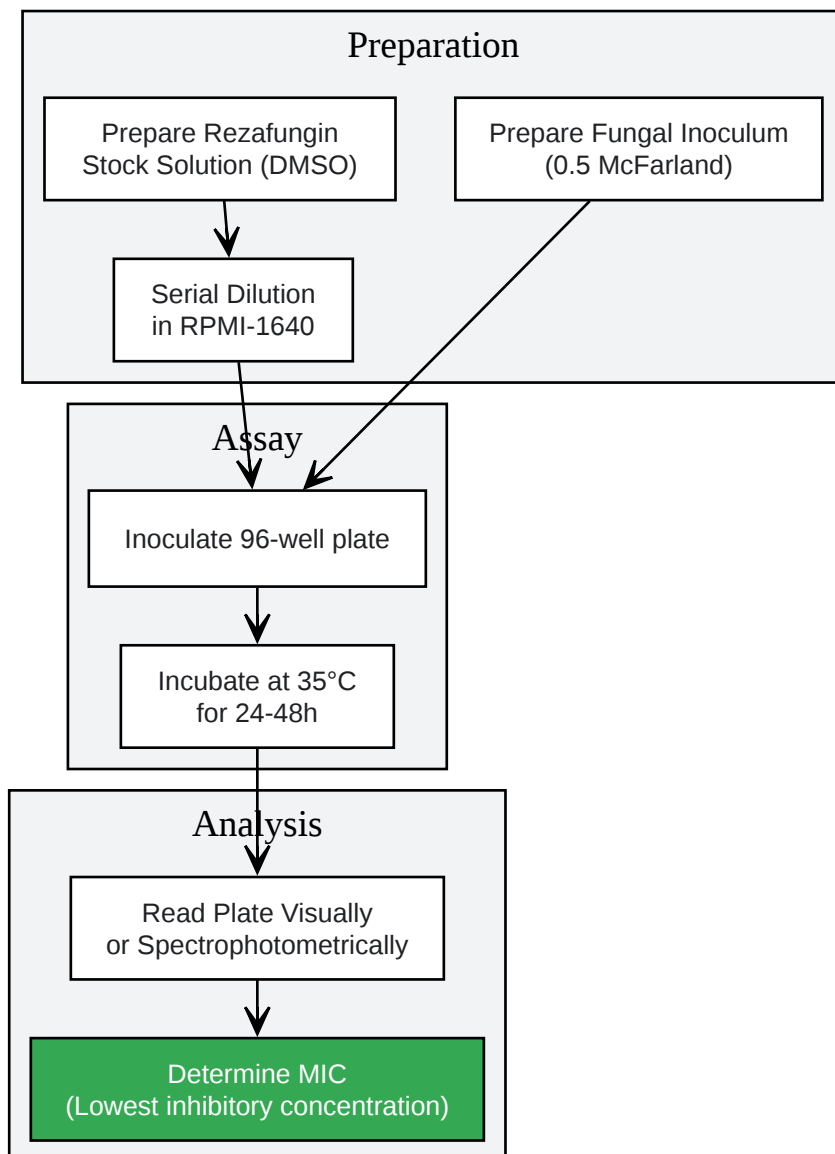 Preparation
Prepare Rezafungin
Stock Solution (DMSO)
Prepare Fungal Inoculum
(0.5 McFarland)
Serial Dilution
in RPMI-1640
Assay
Inoculate 96-well plate
Incubate at 35°C
for 24-48h
Analysis
Read Plate Visually
or Spectrophotometrically
Determine MIC
(Lowest inhibitory concentration)